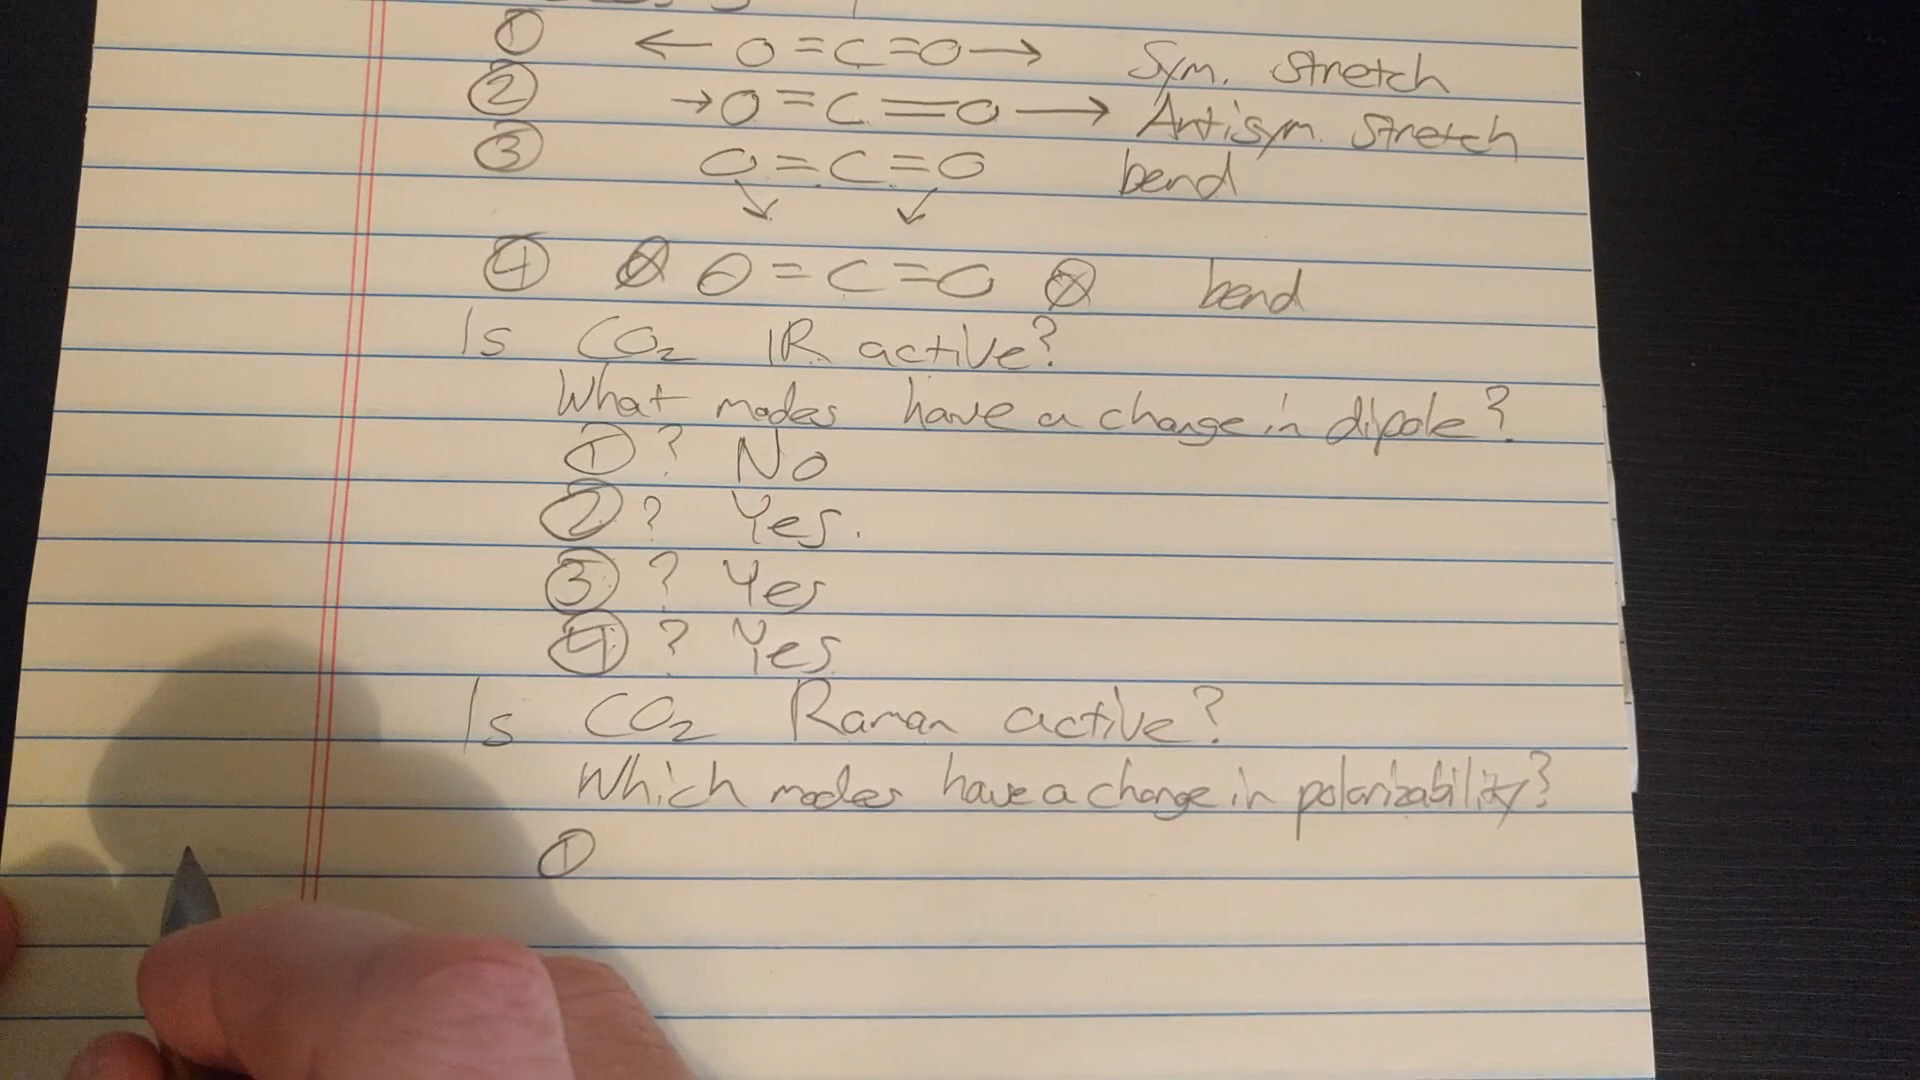 ① ← O=C=O → Sym. Stretch
② →O=C=O → Antisym. Stretch
③ O=C=O bend
④ ⊗ O=C=O ⊗ bend
Is CO₂ IR active?
What modes have a change in dipole?
①? No
②? Yes.
③? Yes
④? Yes
Is CO₂ Raman active?
Which modes have a change in polarizability?
①